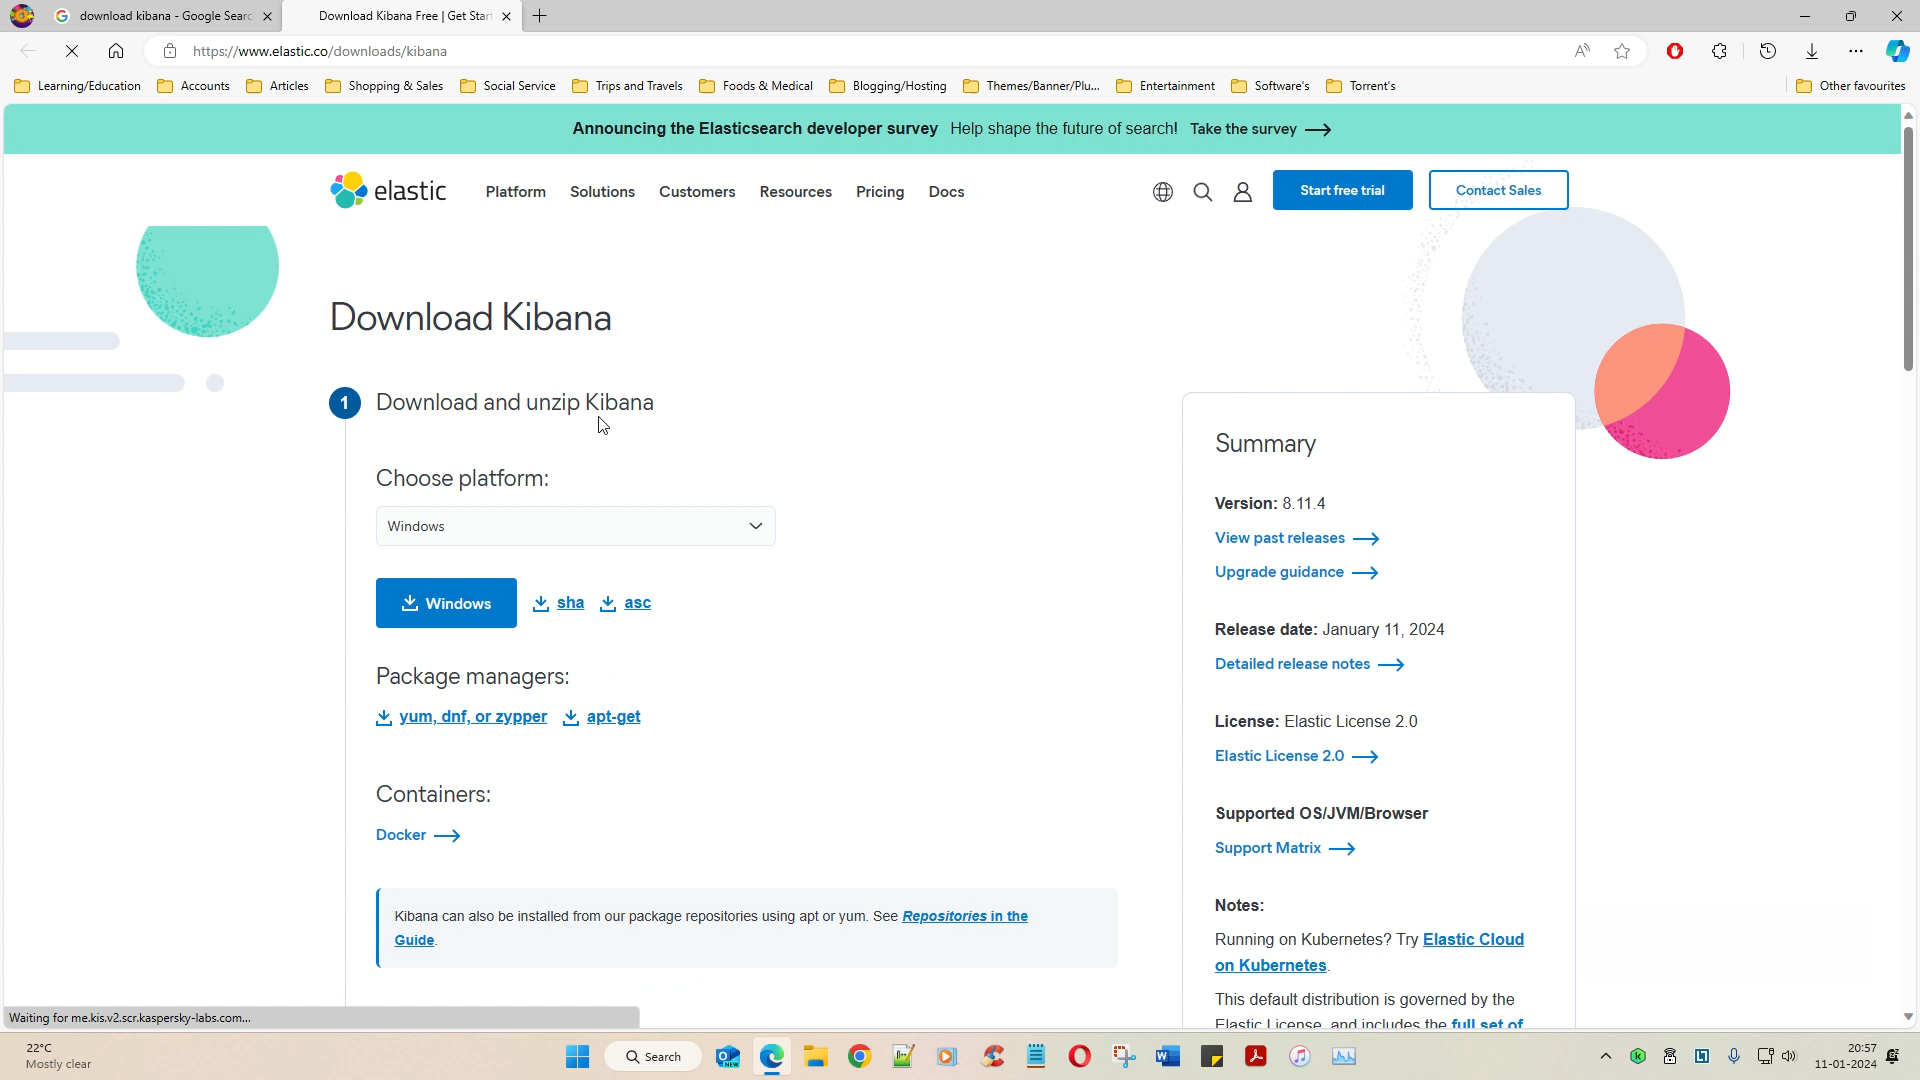 download kibana - Google Searc
Download Kibana Free | Get Star
https://www.elastic.co/downloads/kibana
Learning/Education
Accounts
Articles
Shopping & Sales
Social Service
Trips and Travels
Foods & Medical
Blogging/Hosting
Themes/Banner/Plu...
Entertainment
Software's
Torrent's
Other favourites
Announcing the Elasticsearch developer survey Help shape the future of search! Take the survey
elastic
Platform
Solutions
Customers
Resources
Pricing
Docs
Start free trial
Contact Sales
Download Kibana
1 Download and unzip Kibana
Choose platform:
Windows
Windows
sha
asc
Package managers:
yum, dnf, or zypper
apt-get
Containers:
Docker
Kibana can also be installed from our package repositories using apt or yum. See Repositories in the
Guide.
Summary
Version: 8.11.4
View past releases
Upgrade guidance
Release date: January 11, 2024
Detailed release notes
License: Elastic License 2.0
Elastic License 2.0
Supported OS/JVM/Browser
Support Matrix
Notes:
Running on Kubernetes? Try Elastic Cloud
on Kubernetes.
This default distribution is governed by the
Elastic License, and includes the full set of
Waiting for me.kis.v2.scr.kaspersky-labs.com...
22°C
Mostly clear
Search
20:57
11-01-2024